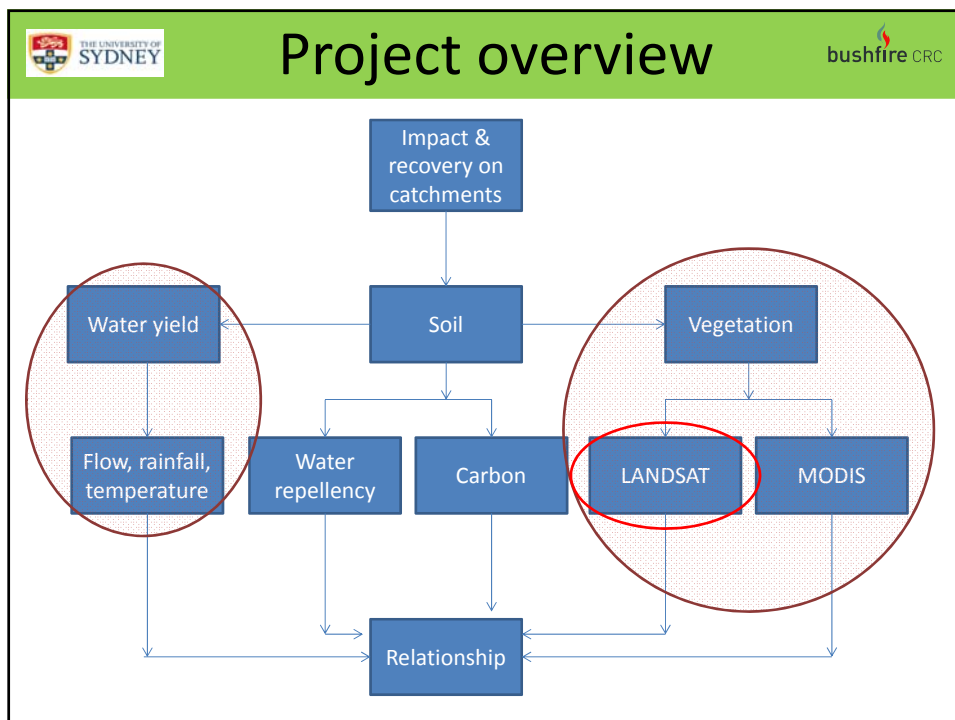 THE UNIVERSITY OF
SYDNEY
Project overview
bushfire CRC
Impact &
recovery on
catchments
Water yield
Soil
Vegetation
Flow, rainfall,
temperature
Water
repellency
Carbon
LANDSAT
MODIS
Relationship